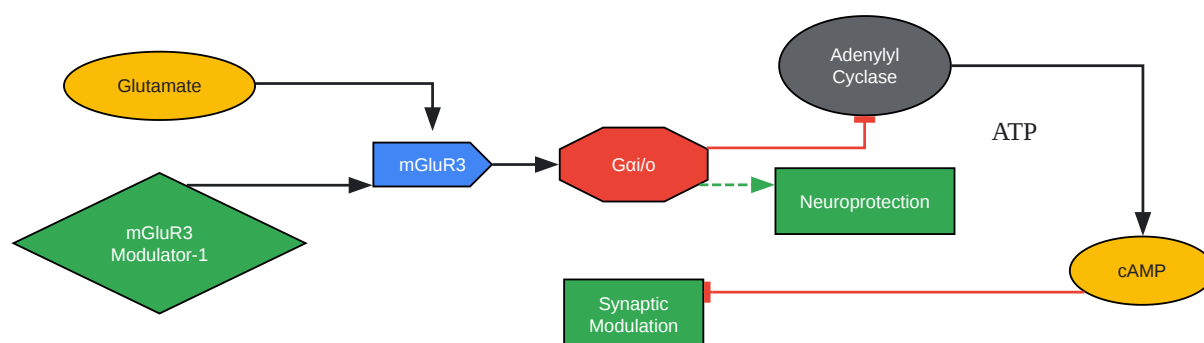 Glutamate
Adenylyl
Cyclase
ATP
mGluR3
Gαi/o
Neuroprotection
mGluR3
Modulator-1
cAMP
Synaptic
Modulation